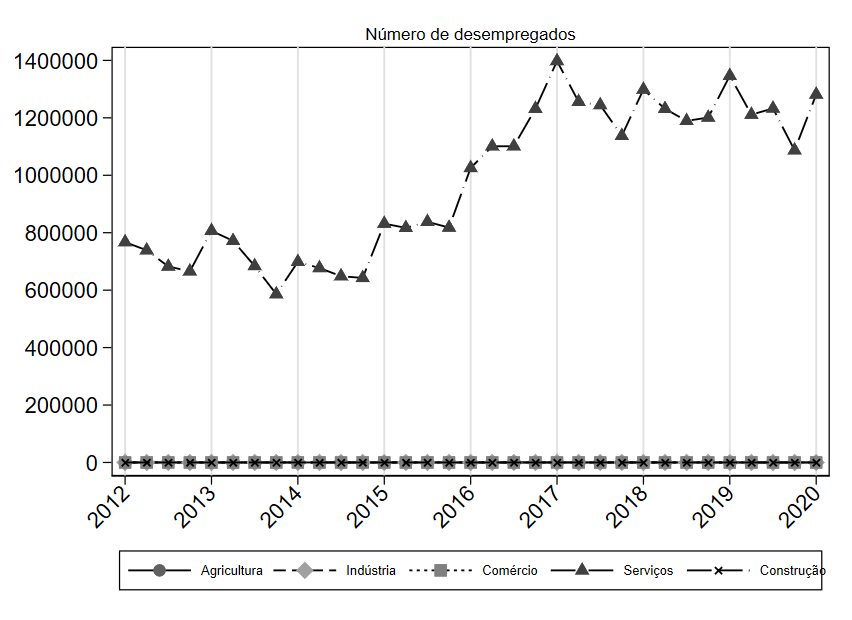 Número de desempregados
1400000
1200000
1000000
800000
600000
400000
200000
0
2012 2013 2014 2015 2016 2017 2018 2019 2020
Agricultura Indústria Comércio Serviços Construção